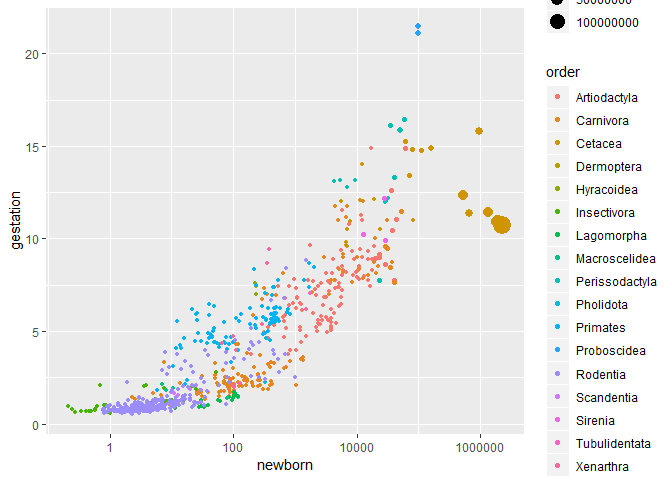 100000000
order
Artiodactyla
Carnivora
Cetacea
Dermoptera
Hyracoidea
Insectivora
Lagomorpha
Macroscelidea
Perissodactyla
Pholidota
Primates
Proboscidea
Rodentia
Scandentia
Sirenia
Tubulidentata
Xenarthra
20
15
10
5
0
gestation
1
100
10000
1000000
newborn